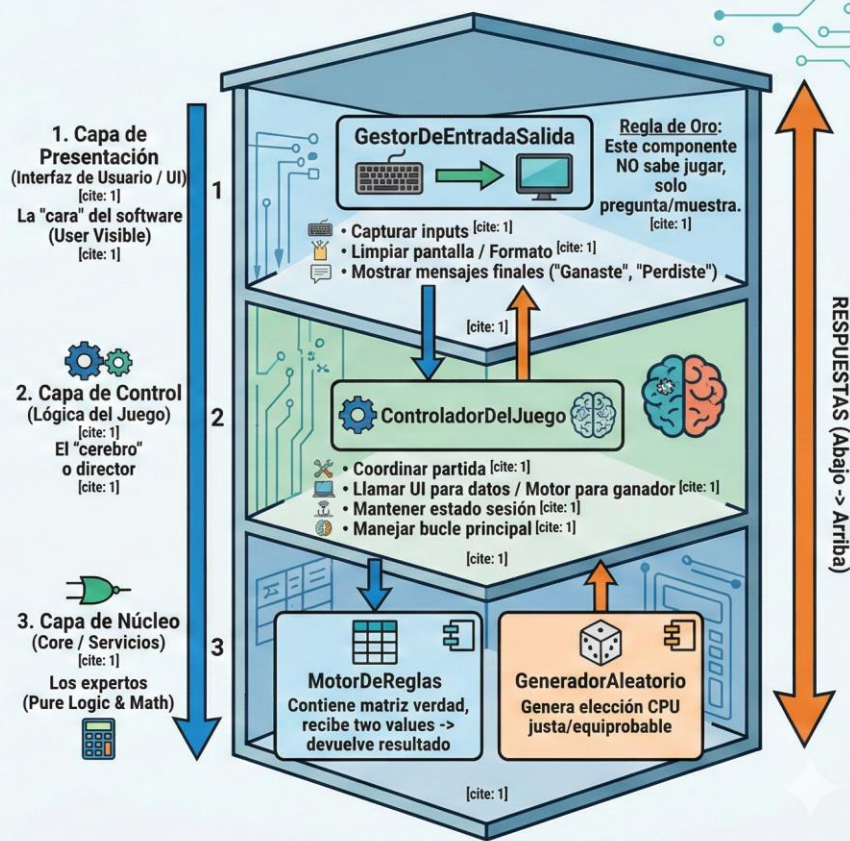 1. Capa de
Presentación
(Interfaz de Usuario / UI)
[cite: 1]
La "cara" del software
(User Visible)
[cite: 1]
1
GestorDeEntradaSalida
Regla de Oro:
Este componente
NO sabe jugar,
solo
pregunta/muestra.
[cite: 1]
• Capturar inputs [cite: 1]
• Limpiar pantalla / Formato [cite: 1]
• Mostrar mensajes finales ("Ganaste", "Perdiste")
[cite: 1]
2. Capa de Control
(Lógica del Juego)
[cite: 1]
El "cerebro"
o director
[cite: 1]
2
ControladorDelJuego
• Coordinar partida [cite: 1]
• Llamar UI para datos / Motor para ganador [cite: 1]
• Mantener estado sesión [cite: 1]
• Manejar bucle principal [cite: 1]
[cite: 1]
3. Capa de Núcleo
(Core / Servicios)
[cite: 1]
Los expertos
(Pure Logic & Math)
3
MotorDeReglas
Contiene matriz verdad,
recibe two values ->
devuelve resultado
GeneradorAleatorio
Genera elección CPU
justa/equiprobable
[cite: 1]
RESPUESTAS (Abajo -> Arriba)